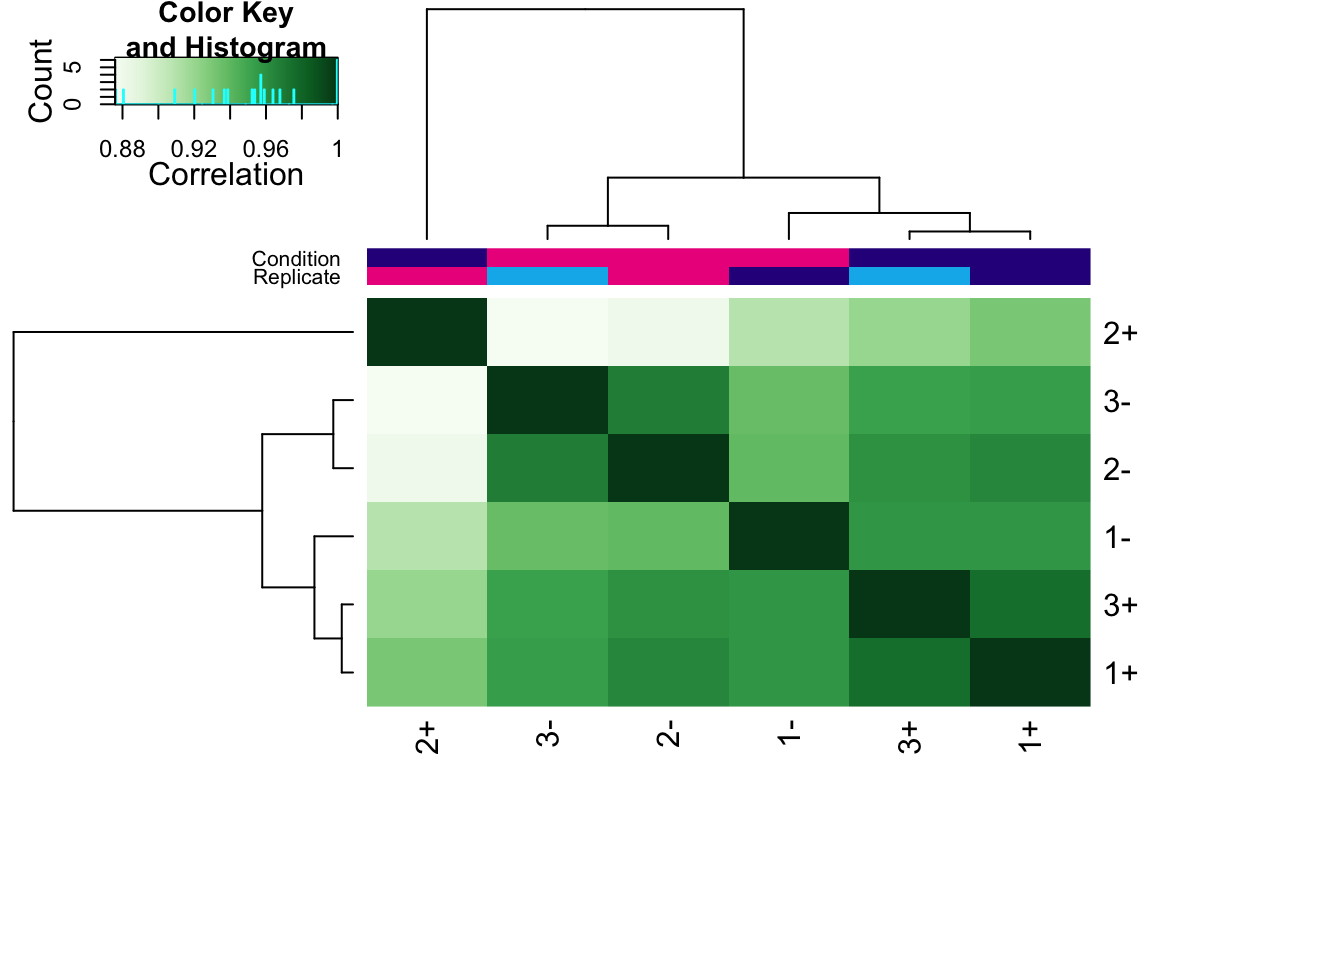 Color Key
and Histogram
Count
0 5
0.88 0.92 0.96 1
Correlation
Condition
Replicate
2+
3-
2-
1-
3+
1+
2+ 3- 2- 1- 3+ 1+